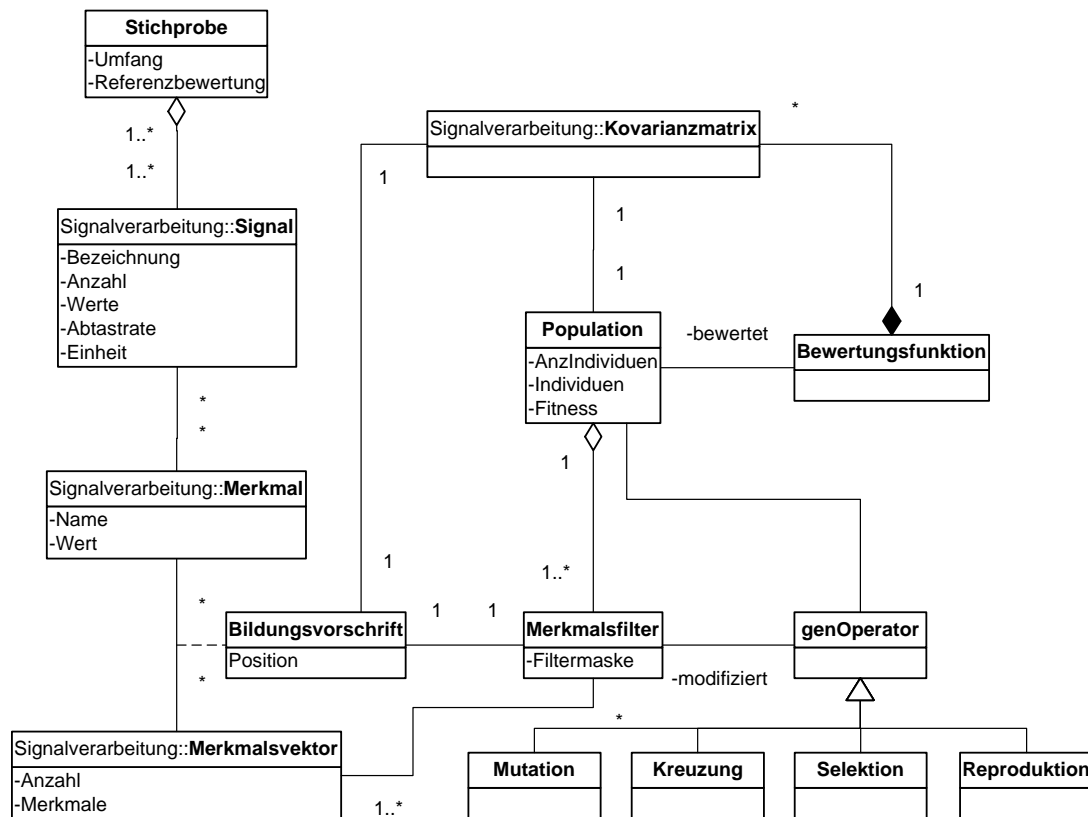 Stichprobe
-Umfang
-Referenzbewertung
1..*
1..*
Signalverarbeitung::Signal
-Bezeichnung
-Anzahl
-Werte
-Abtastrate
-Einheit
*
*
Signalverarbeitung::Merkmal
-Name
-Wert
*
*
Signalverarbeitung::Merkmalsvektor
-Anzahl
-Merkmale
1..*
Signalverarbeitung::Kovarianzmatrix
*
1
1
1
1
Population
-AnzIndividuen
-Individuen
-Fitness
-bewertet
Bewertungsfunktion
1
1..*
1
Bildungsvorschrift
Position
1
1
Merkmalsfilter
-Filtermaske
-modifiziert
*
genOperator
Mutation
Kreuzung
Selektion
Reproduktion